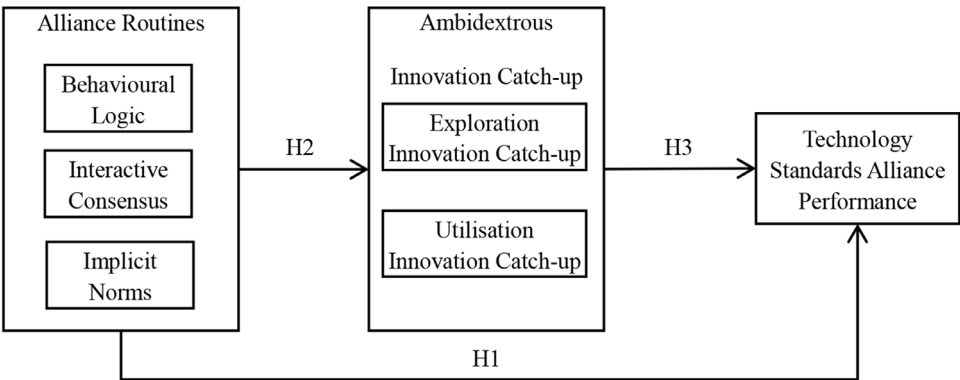 Alliance Routines
Behavioural
Logic
Interactive
Consensus
Implicit
Norms
H2
Ambidextrous
Innovation Catch-up
Exploration
Innovation Catch-up
Utilisation
Innovation Catch-up
H3
Technology
Standards Alliance
Performance
H1